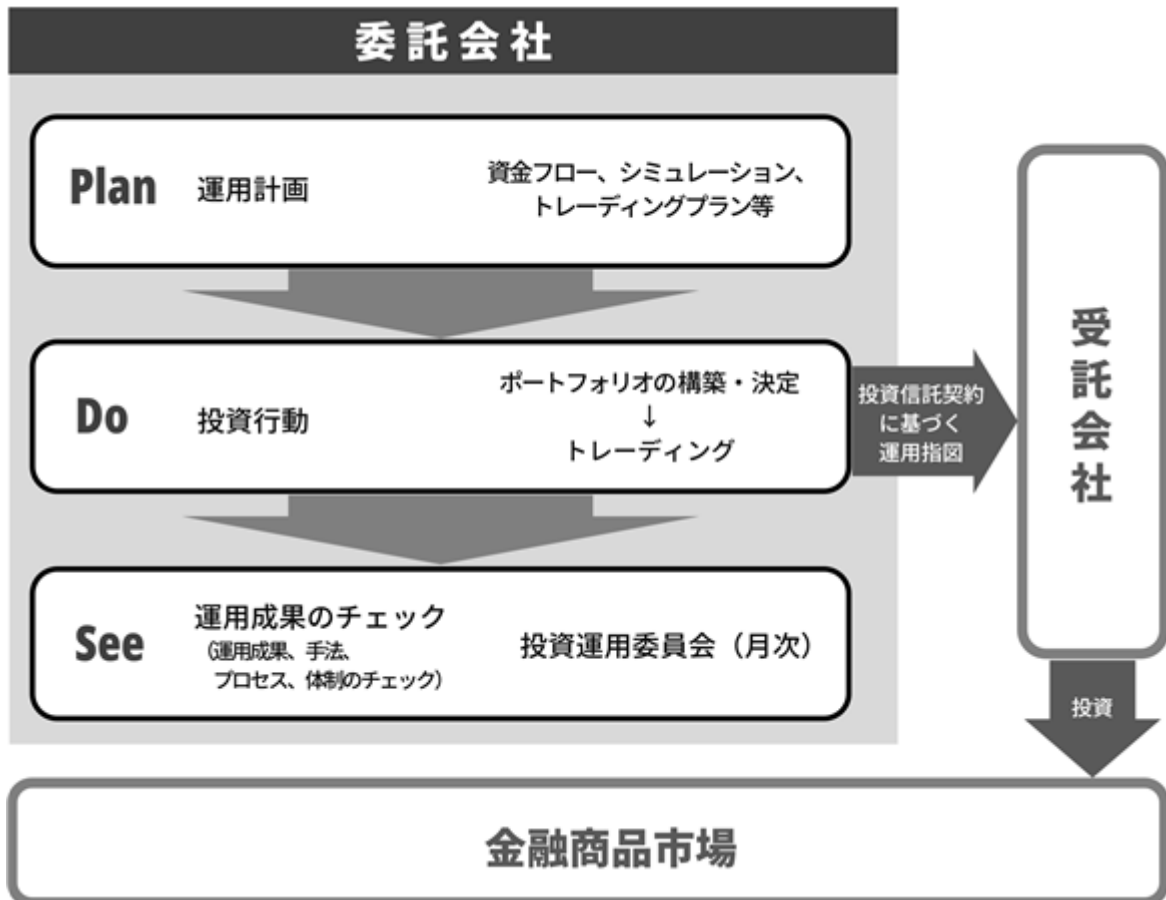 委託会社
Plan
運用計画
資金フロー、シミュレーション、
トレーディングプラン等
Do
投資行動
ポートフォリオの構築・決定
↓
トレーディング
投資信託契約
に基づく
運用指図
受託会社
See
運用成果のチェック
(運用成果、手法、
プロセス、体制のチェック)
投資運用委員会(月次)
投資
金融商品市場